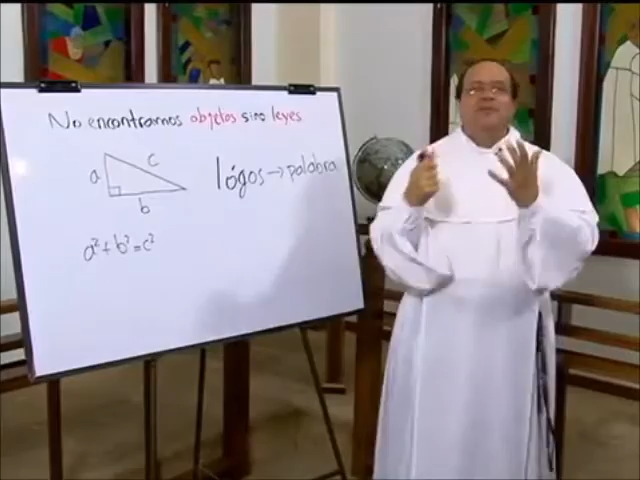 No encontramos objetos sino leyes
a
c
b
lógos → palabra
a² + b² = c²